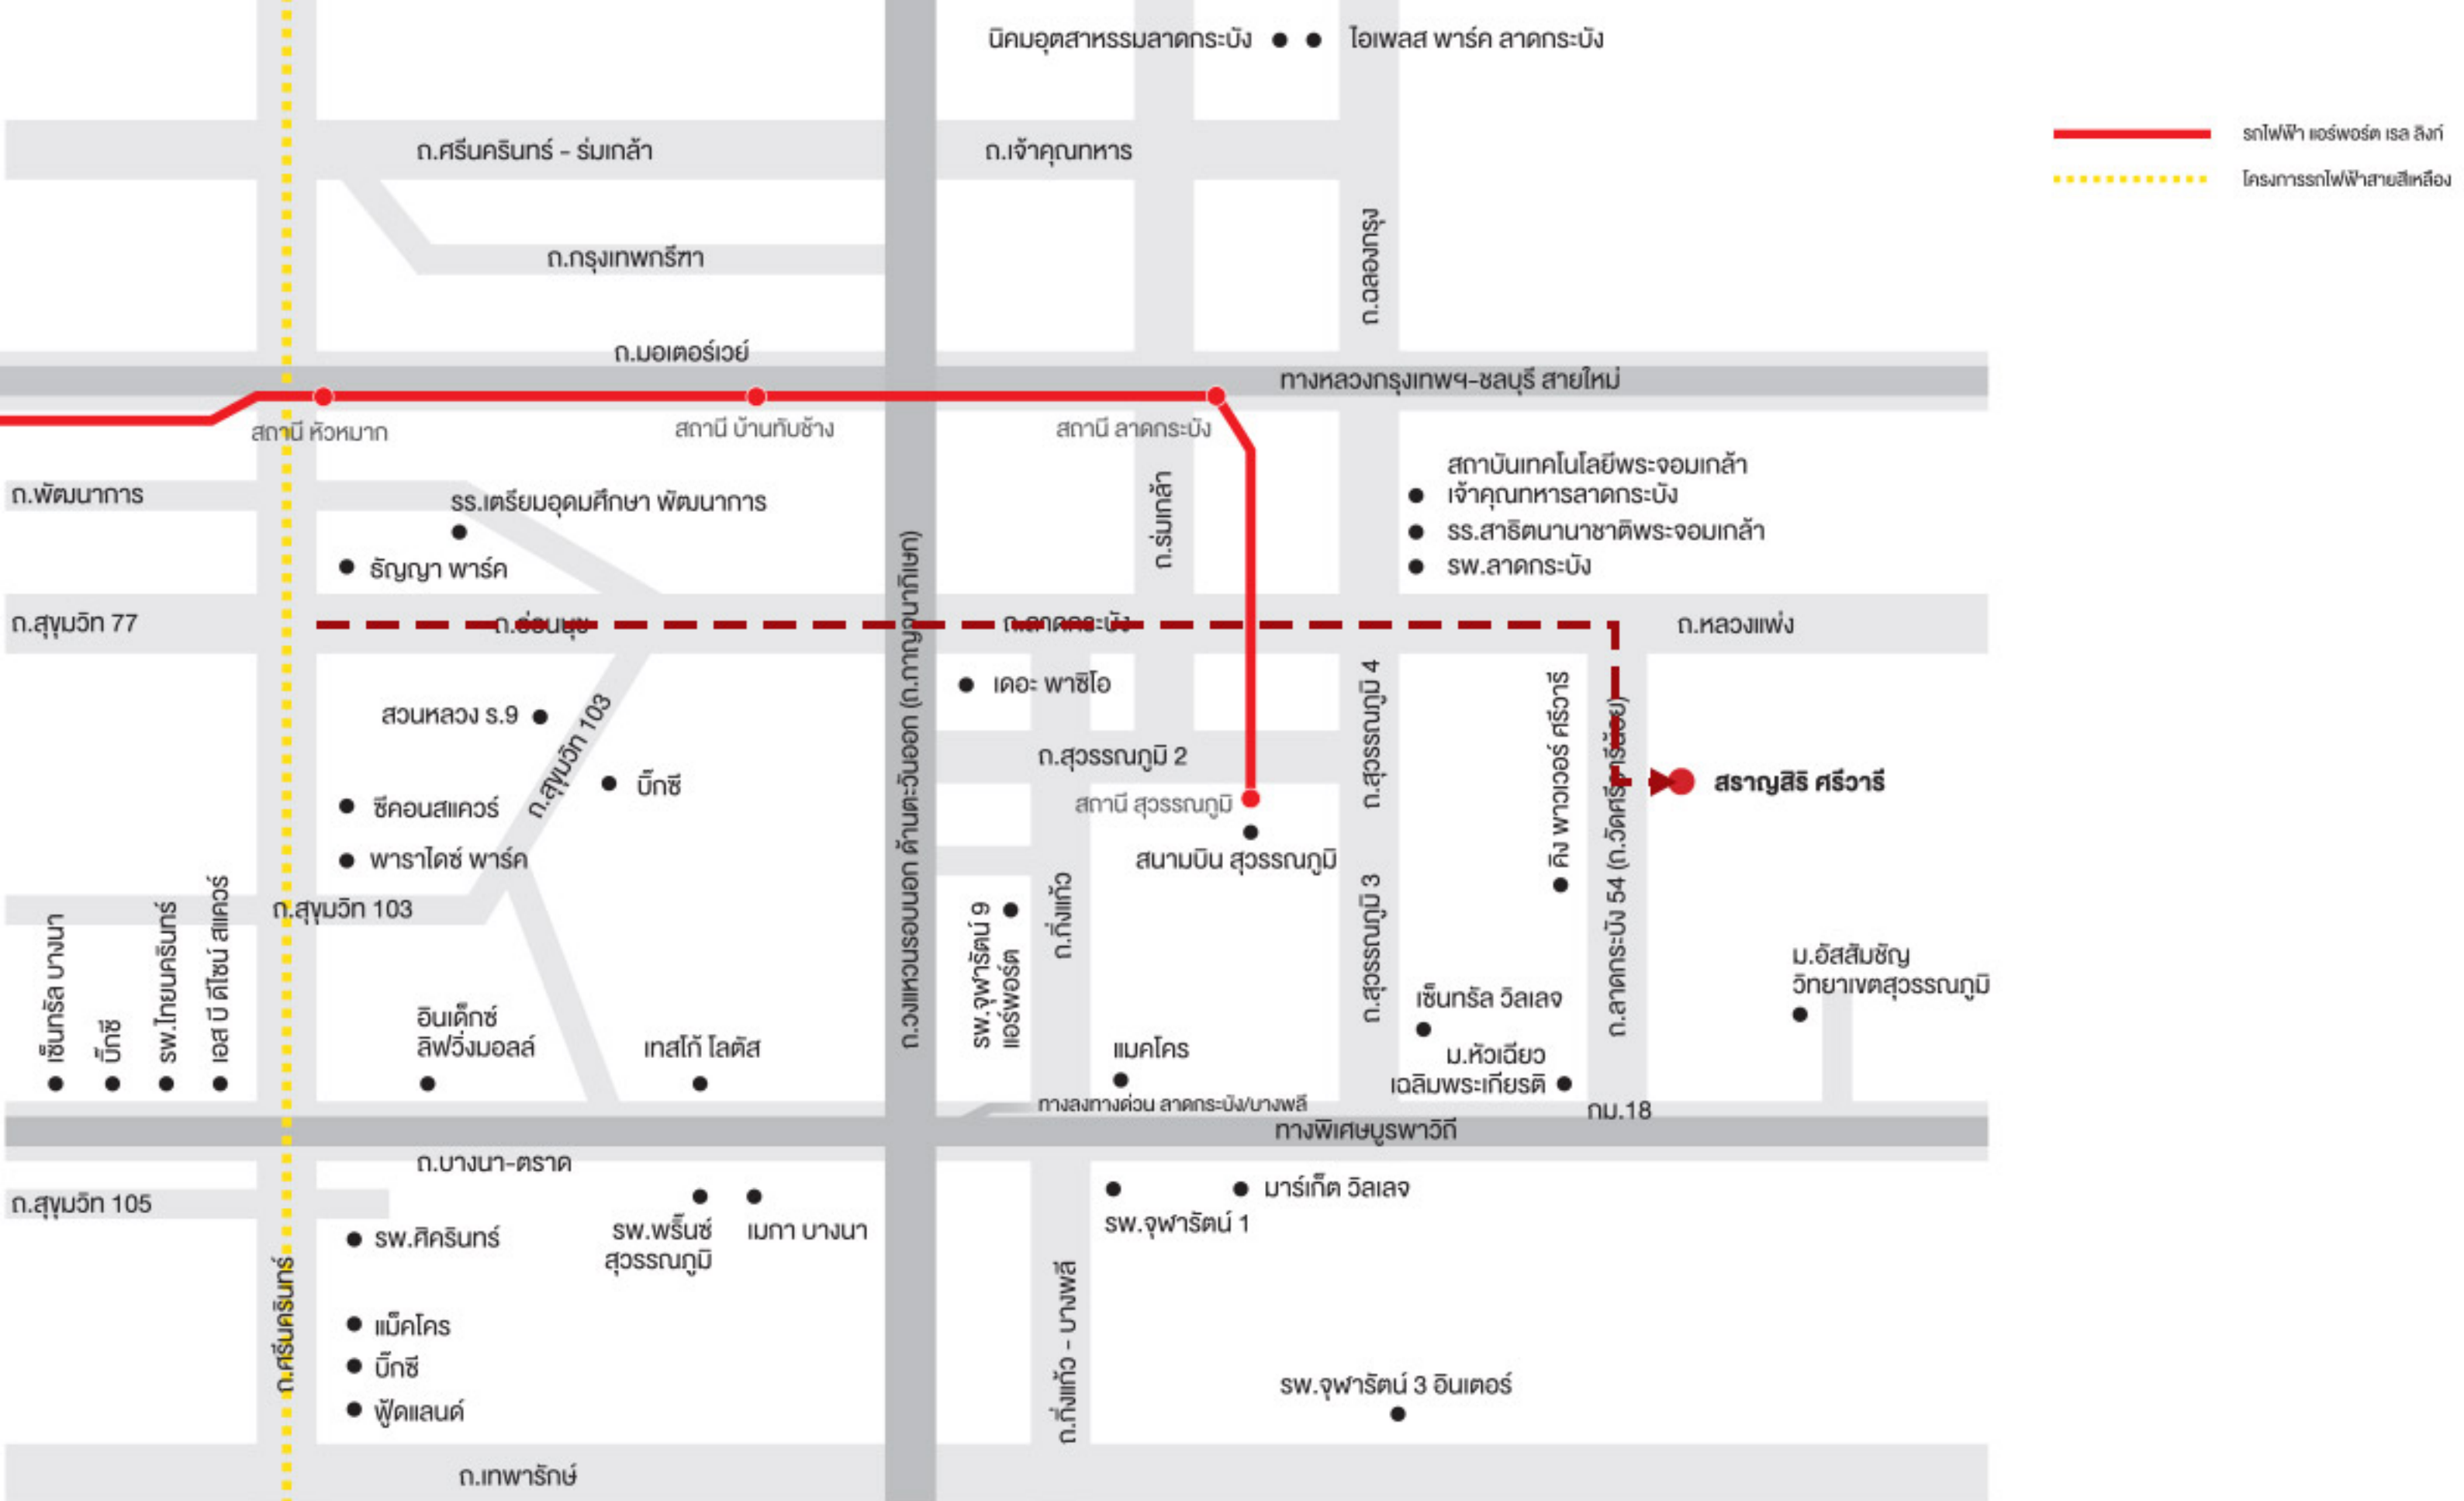 นิคมอุตสาหรรมลาดกระบัง
ไอเพลส พาร์ค ลาดกระบัง
รถไฟฟ้า แอร์พอร์ต เรล ลิงก์
โครงการรถไฟฟ้าสายสีเหลือง
ถ.ศรีนครินทร์ - ร่มเกล้า
ถ.เจ้าคุณทหาร
ถ.ฉลองกรุง
ถ.กรุงเทพกรีฑา
ถ.มอเตอร์เวย์
ทางหลวงกรุงเทพฯ-ชลบุรี สายใหม่
สถานี หัวหมาก
สถานี บ้านทับช้าง
สถานี ลาดกระบัง
ถ.พัฒนาการ
รร.เตรียมอุดมศึกษา พัฒนาการ
ธัญญา พาร์ค
ถ.ร่มเกล้า
สถาบันเทคโนโลยีพระจอมเกล้า
เจ้าคุณทหารลาดกระบัง
รร.สาธิตนานาชาติพระจอมเกล้า
รพ.ลาดกระบัง
ถ.สุขุมวิท 77
ถ.อ่อนนุช
ถ.ลาดกระบัง
ถ.หลวงแพ่ง
ถ.วงแหวนรอบนอก ด้านตะวันออก (ถ.กาญจนาภิเษก)
เดอะ พาซิโอ
สวนหลวง ร.9
ถ.สุขุมวิท 103
บิ๊กซี
ถ.สุวรรณภูมิ 2
ถ.สุวรรณภูมิ 4
คิง พาวเวอร์ ศรีวารี
ถ.ลาดกระบัง 54 (ถ.วัดศรีวารีน้อย)
สราญสิริ ศรีวารี
ซีคอนสแควร์
พาราไดซ์ พาร์ค
สถานี สุวรรณภูมิ
สนามบิน สุวรรณภูมิ
ถ.สุขุมวิท 103
เซ็นทรัล บางนา
บิ๊กซี
รพ.ไทยนครินทร์
เอส บี ดีไซน์ สแควร์
รพ.จุฬารัตน์ 9
แอร์พอร์ต
ถ.กิ่งแก้ว
ถ.สุวรรณภูมิ 3
ม.อัสสัมชัญ
วิทยาเขตสุวรรณภูมิ
อินเด็กซ์
ลิฟวิ่งมอลล์
เทสโก้ โลตัส
แมคโคร
เซ็นทรัล วิลเลจ
ม.หัวเฉียว
เฉลิมพระเกียรติ
ทางลงทางด่วน ลาดกระบัง/บางพลี
กม.18
ทางพิเศษบูรพาวิถี
ถ.บางนา-ตราด
ถ.สุขุมวิท 105
รพ.ศิครินทร์
รพ.พริ๊นซ์
สุวรรณภูมิ
เมกา บางนา
รพ.จุฬารัตน์ 1
มาร์เก็ต วิลเลจ
ถ.ศรีนครินทร์
แม็คโคร
บิ๊กซี
ฟู้ดแลนด์
ถ.กิ่งแก้ว - บางพลี
รพ.จุฬารัตน์ 3 อินเตอร์
ถ.เทพารักษ์